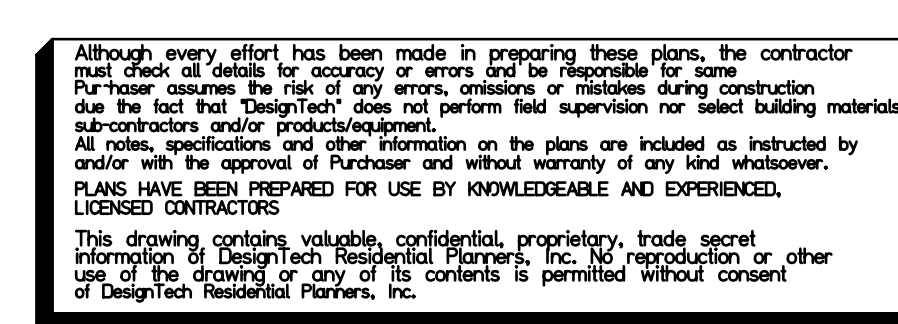 Although every effort has been made in preparing these plans, the contractor
must check all details for accuracy or errors and be responsible for same
Purchaser assumes the risk of any errors, omissions or mistakes during construction
due the fact that "DesignTech" does not perform field supervision nor select building materials
sub-contractors and/or products/equipment.
All notes, specifications and other information on the plans are included as instructed by
and/or with the approval of Purchaser and without warranty of any kind whatsoever.
PLANS HAVE BEEN PREPARED FOR USE BY KNOWLEDGEABLE AND EXPERIENCED,
LICENSED CONTRACTORS
This drawing contains valuable, confidential, proprietary, trade secret
information of DesignTech Residential Planners, Inc. No reproduction or other
use of the drawing or any of its contents is permitted without consent
of DesignTech Residential Planners, Inc.